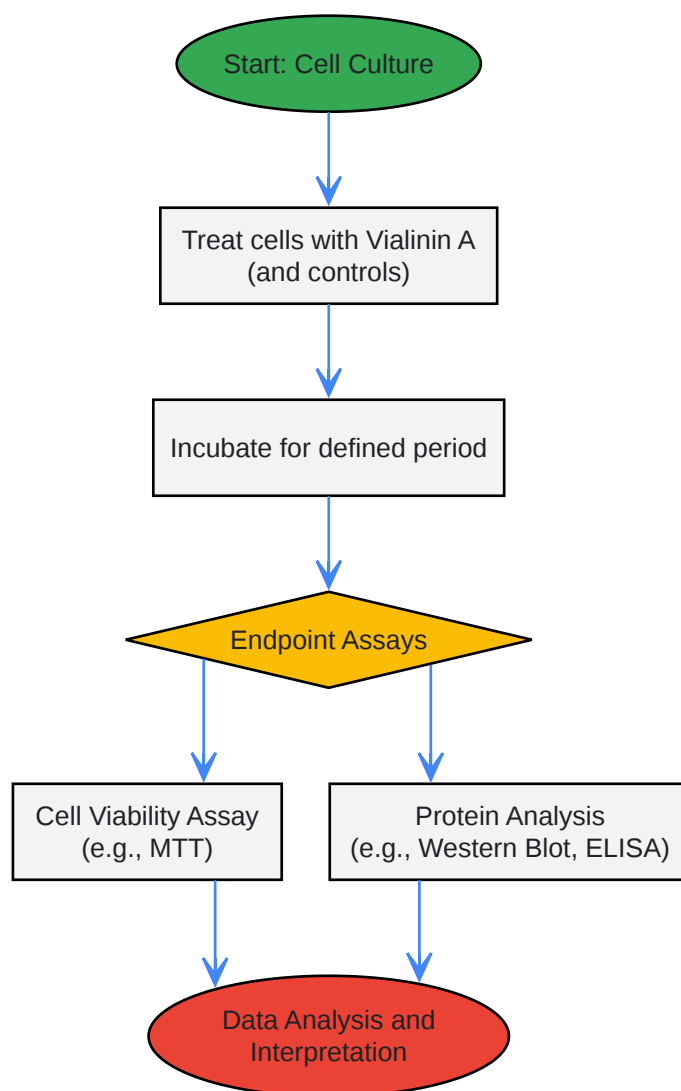 Start: Cell Culture
Treat cells with Vialinin A
(and controls)
Incubate for defined period
Endpoint Assays
Cell Viability Assay
(e.g., MTT)
Protein Analysis
(e.g., Western Blot, ELISA)
Data Analysis and
Interpretation